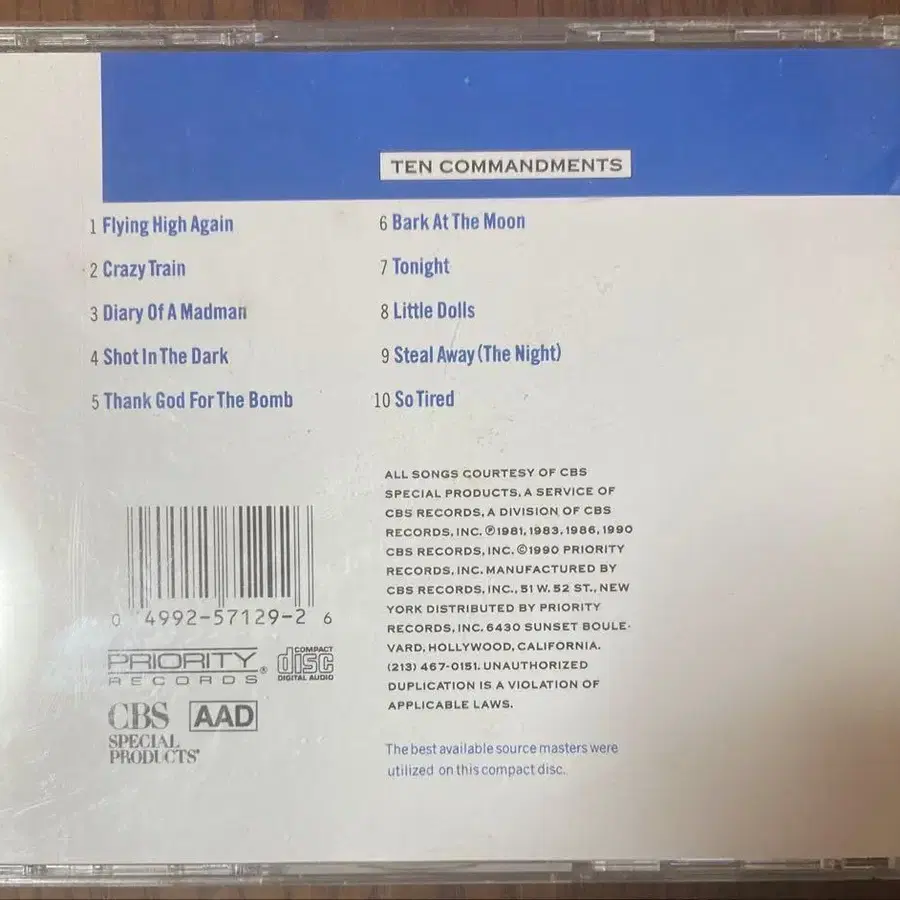 TEN COMMANDMENTS
1 Flying High Again
2 Crazy Train
3 Diary Of A Madman
4 Shot In The Dark
5 Thank God For The Bomb
6 Bark At The Moon
7 Tonight
8 Little Dolls
9 Steal Away (The Night)
10 So Tired
ALL SONGS COURTESY OF CBS
SPECIAL PRODUCTS, A SERVICE OF
CBS RECORDS, A DIVISION OF CBS
RECORDS, INC. ℗1981, 1983, 1986, 1990
CBS RECORDS, INC. ©1990 PRIORITY
RECORDS, INC. MANUFACTURED BY
CBS RECORDS, INC., 51 W. 52 ST., NEW
YORK DISTRIBUTED BY PRIORITY
RECORDS, INC. 6430 SUNSET BOULE-
VARD, HOLLYWOOD, CALIFORNIA.
(213) 467-0151. UNAUTHORIZED
DUPLICATION IS A VIOLATION OF
APPLICABLE LAWS.
The best available source masters were
utilized on this compact disc.
0 4992-57129-2 6
PRIORITY®
RECORDS
COMPACT
disc
DIGITAL AUDIO
CBS
SPECIAL
PRODUCTS
AAD